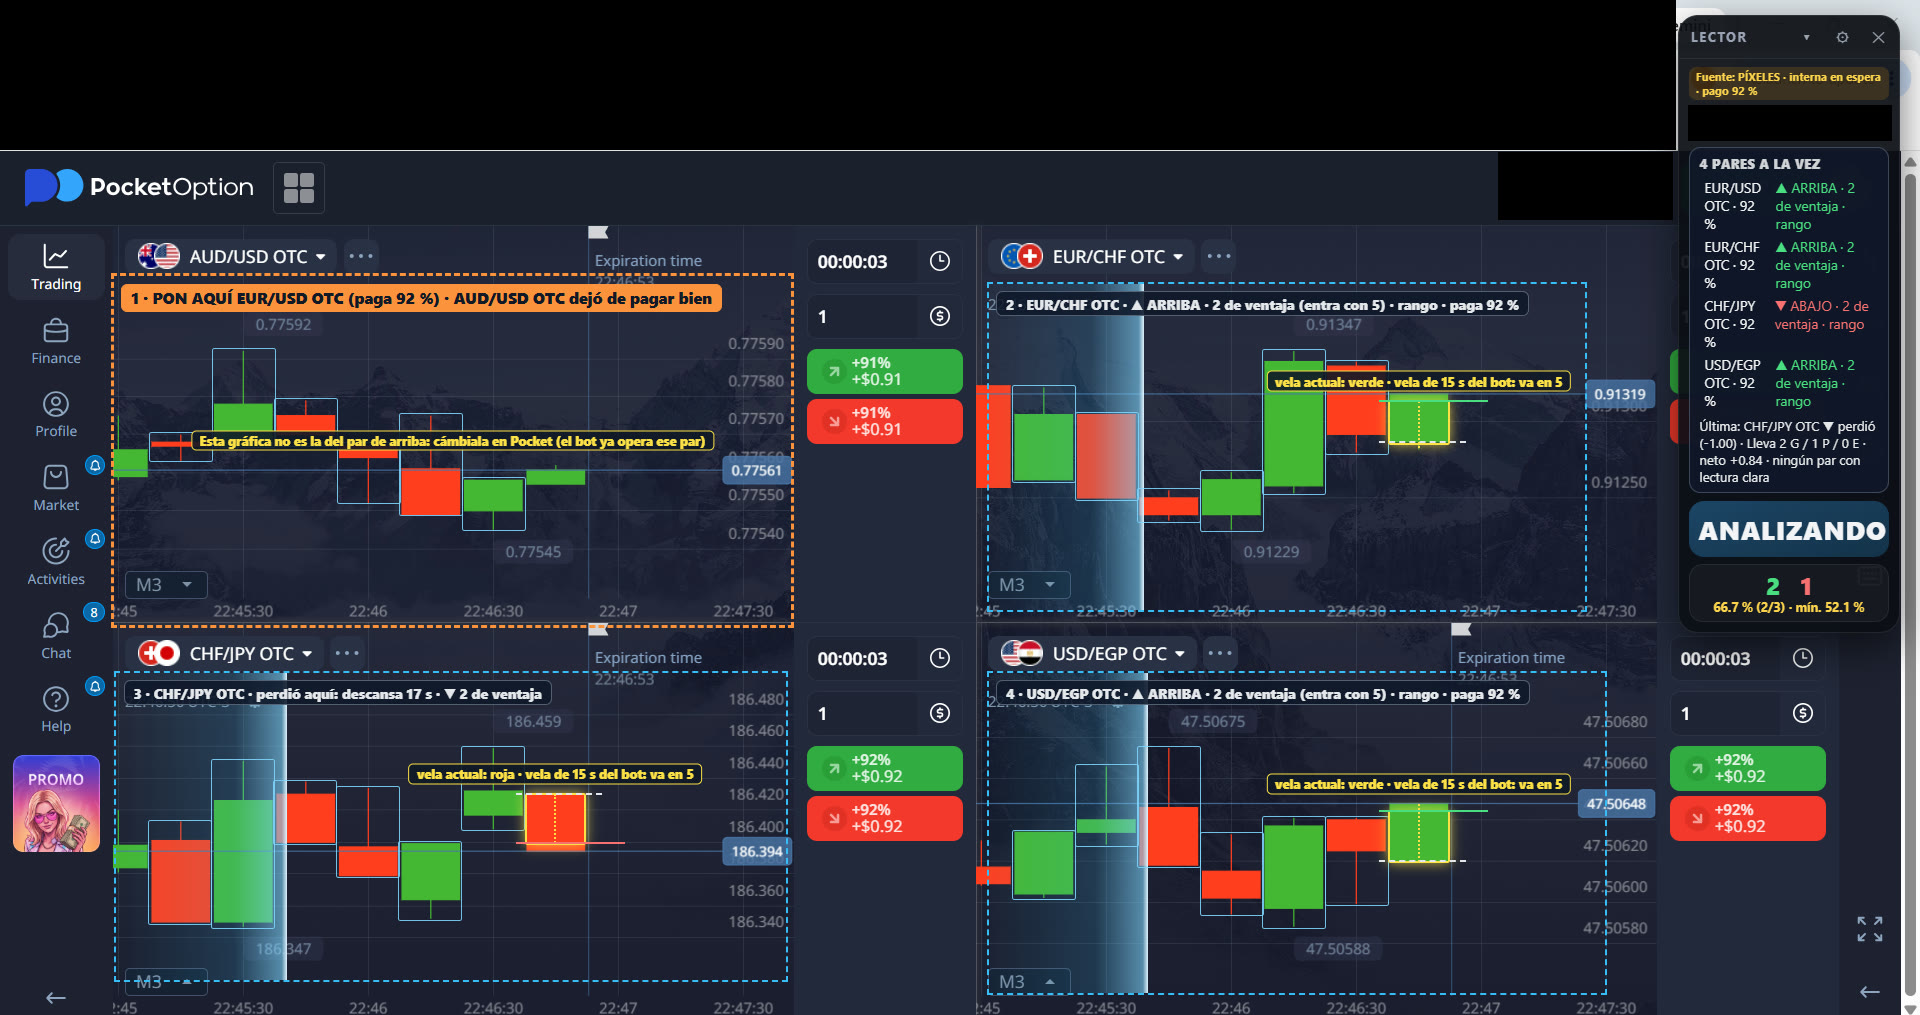 LECTOR
Fuente: PÍXELES · interna en espera
· pago 92 %
PocketOption
4 PARES A LA VEZ
EUR/USD OTC · 92 %
▲ ARRIBA · 2 de ventaja · rango
EUR/CHF OTC · 92 %
▲ ARRIBA · 2 de ventaja · rango
CHF/JPY OTC · 92 %
▼ ABAJO · 2 de ventaja · rango
USD/EGP OTC · 92 %
▲ ARRIBA · 2 de ventaja · rango
Última: CHF/JPY OTC ▼ perdió
(-1.00) · Lleva 2 G / 1 P / 0 E ·
neto +0.84 · ningún par con
lectura clara
ANALIZANDO
2 1
66.7 % (2/3) · mín. 52.1 %
Trading
Finance
Profile
Market
Activities
8
Chat
Help
PROMO
AUD/USD OTC
Expiration time
22:46:53
1 · PON AQUÍ EUR/USD OTC (paga 92 %) · AUD/USD OTC dejó de pagar bien
0.77592
0.77590
0.77580
0.77570
Esta gráfica no es la del par de arriba: cámbiala en Pocket (el bot ya opera ese par)
0.77561
0.77550
0.77540
0.77545
M3
:45
22:45:30
22:46
22:46:30
22:47
22:47:30
00:00:03
1
+91%
+$0.91
+91%
+$0.91
EUR/CHF OTC
2 · EUR/CHF OTC · ▲ ARRIBA · 2 de ventaja (entra con 5) · rango · paga 92 %
0.91347
vela actual: verde · vela de 15 s del bot: va en 5
0.91319
0.91300
0.91250
0.91229
M3
:45
22:45:30
22:46
22:46:30
22:47
22:47:30
CHF/JPY OTC
Expiration time
22:46:53
3 · CHF/JPY OTC · perdió aquí: descansa 17 s · ▼ 2 de ventaja
186.459
186.480
186.460
186.440
vela actual: roja · vela de 15 s del bot: va en 5
186.420
186.400
186.394
186.360
186.340
186.347
M3
:45
22:45:30
22:46
22:46:30
22:47
22:47:30
00:00:03
1
+92%
+$0.92
+92%
+$0.92
USD/EGP OTC
Expiration time
22:46:53
4 · USD/EGP OTC · ▲ ARRIBA · 2 de ventaja (entra con 5) · rango · paga 92 %
47.50675
47.50680
47.50660
vela actual: verde · vela de 15 s del bot: va en 5
47.50648
47.50620
47.50600
47.50580
47.50588
M3
:45
22:45:30
22:46
22:46:30
22:47
22:47:30
00:00:03
1
+92%
+$0.92
+92%
+$0.92